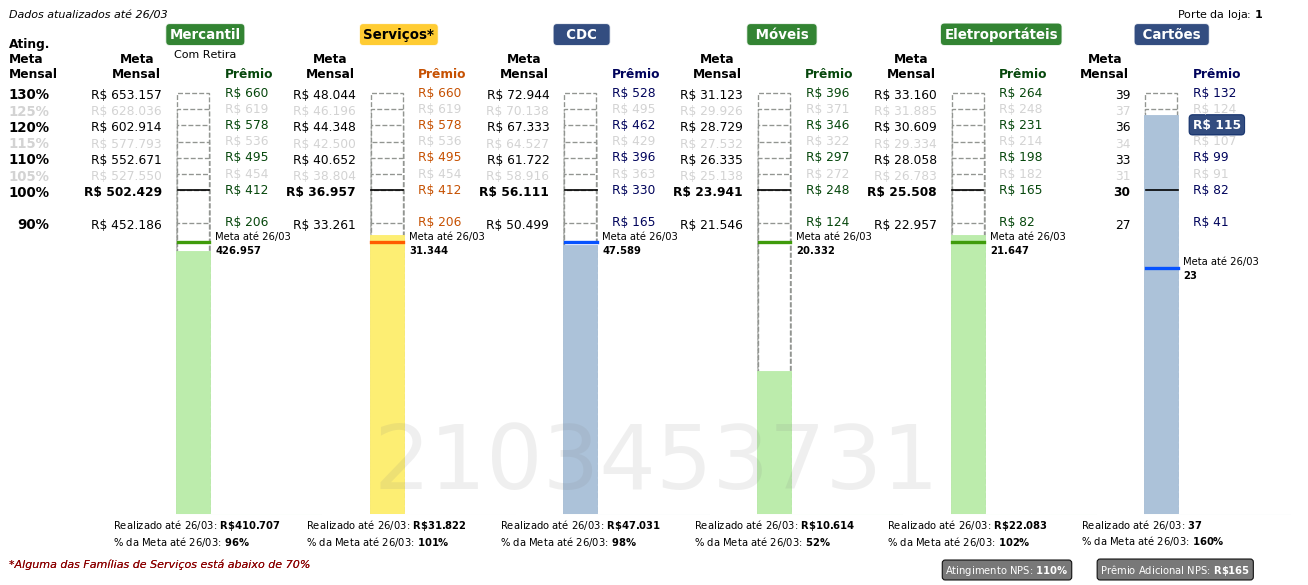 Dados atualizados até 26/03
Porte da loja: 1
Mercantil
Serviços*
CDC
Móveis
Eletroportáteis
Cartões
Com Retira
Ating. Meta Mensal
Meta Mensal Prêmio Meta Mensal Prêmio Meta Mensal Prêmio Meta Mensal Prêmio Meta Mensal Prêmio Meta Mensal Prêmio
130% R$ 653.157 R$ 660 R$ 48.044 R$ 660 R$ 72.944 R$ 528 R$ 31.123 R$ 396 R$ 33.160 R$ 264 39 R$ 132
125% R$ 628.036 R$ 619 R$ 46.196 R$ 619 R$ 70.138 R$ 495 R$ 29.926 R$ 371 R$ 31.885 R$ 248 37 R$ 124
120% R$ 602.914 R$ 578 R$ 44.348 R$ 578 R$ 67.333 R$ 462 R$ 28.729 R$ 346 R$ 30.609 R$ 231 36 R$ 115
115% R$ 577.793 R$ 536 R$ 42.500 R$ 536 R$ 64.527 R$ 429 R$ 27.532 R$ 322 R$ 29.334 R$ 214 34 R$ 107
110% R$ 552.671 R$ 495 R$ 40.652 R$ 495 R$ 61.722 R$ 396 R$ 26.335 R$ 297 R$ 28.058 R$ 198 33 R$ 99
105% R$ 527.550 R$ 454 R$ 38.804 R$ 454 R$ 58.916 R$ 363 R$ 25.138 R$ 272 R$ 26.783 R$ 182 31 R$ 91
100% R$ 502.429 R$ 412 R$ 36.957 R$ 412 R$ 56.111 R$ 330 R$ 23.941 R$ 248 R$ 25.508 R$ 165 30 R$ 82
90% R$ 452.186 R$ 206 R$ 33.261 R$ 206 R$ 50.499 R$ 165 R$ 21.546 R$ 124 R$ 22.957 R$ 82 27 R$ 41
Meta até 26/03 Meta até 26/03 Meta até 26/03 Meta até 26/03 Meta até 26/03
426.957 31.344 47.589 20.332 21.647
Meta até 26/03
23
2103453731
Realizado até 26/03: R$410.707 Realizado até 26/03: R$31.822 Realizado até 26/03: R$47.031 Realizado até 26/03: R$10.614 Realizado até 26/03: R$22.083 Realizado até 26/03: 37
% da Meta até 26/03: 96% % da Meta até 26/03: 101% % da Meta até 26/03: 98% % da Meta até 26/03: 52% % da Meta até 26/03: 102% % da Meta até 26/03: 160%
*Alguma das Famílias de Serviços está abaixo de 70%
Atingimento NPS: 110%
Prêmio Adicional NPS: R$165